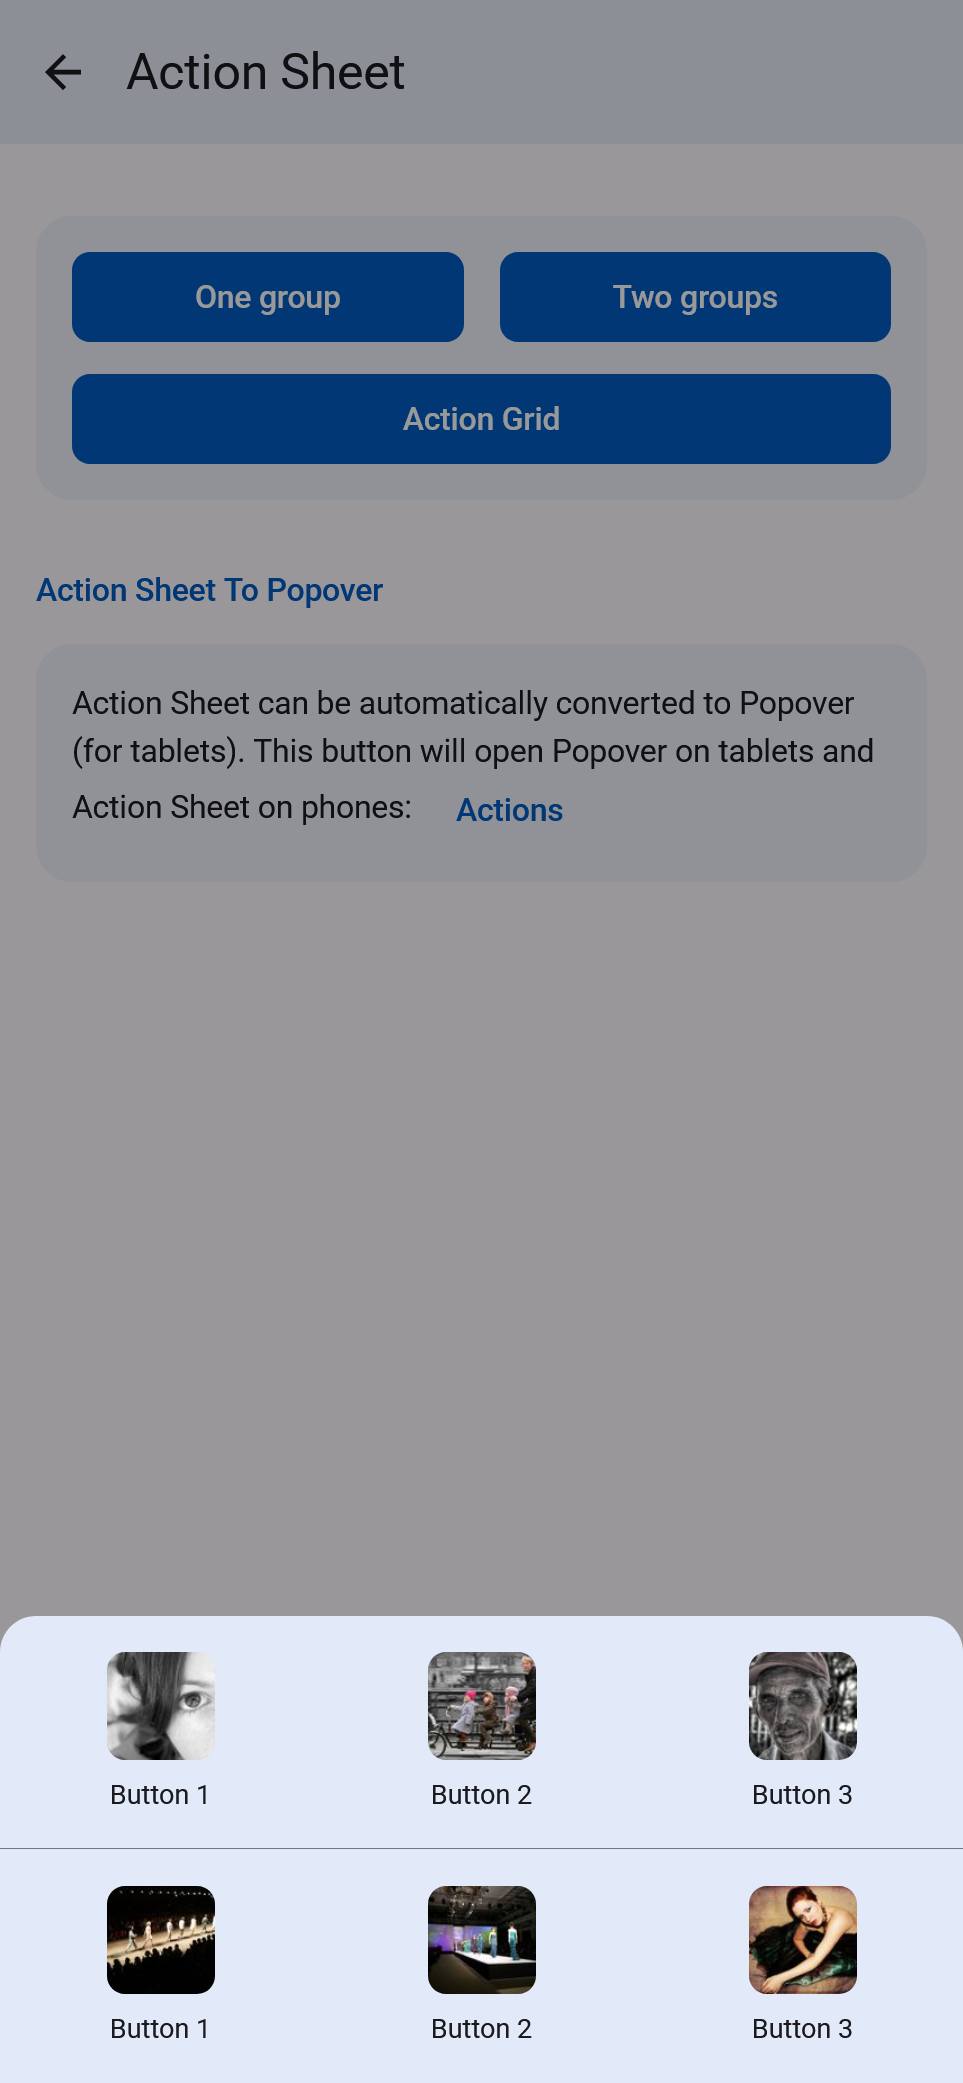 Action Sheet
One group
Two groups
Action Grid
Action Sheet To Popover
Action Sheet can be automatically converted to Popover
(for tablets). This button will open Popover on tablets and
Action Sheet on phones: Actions
Button 1
Button 2
Button 3
Button 1
Button 2
Button 3